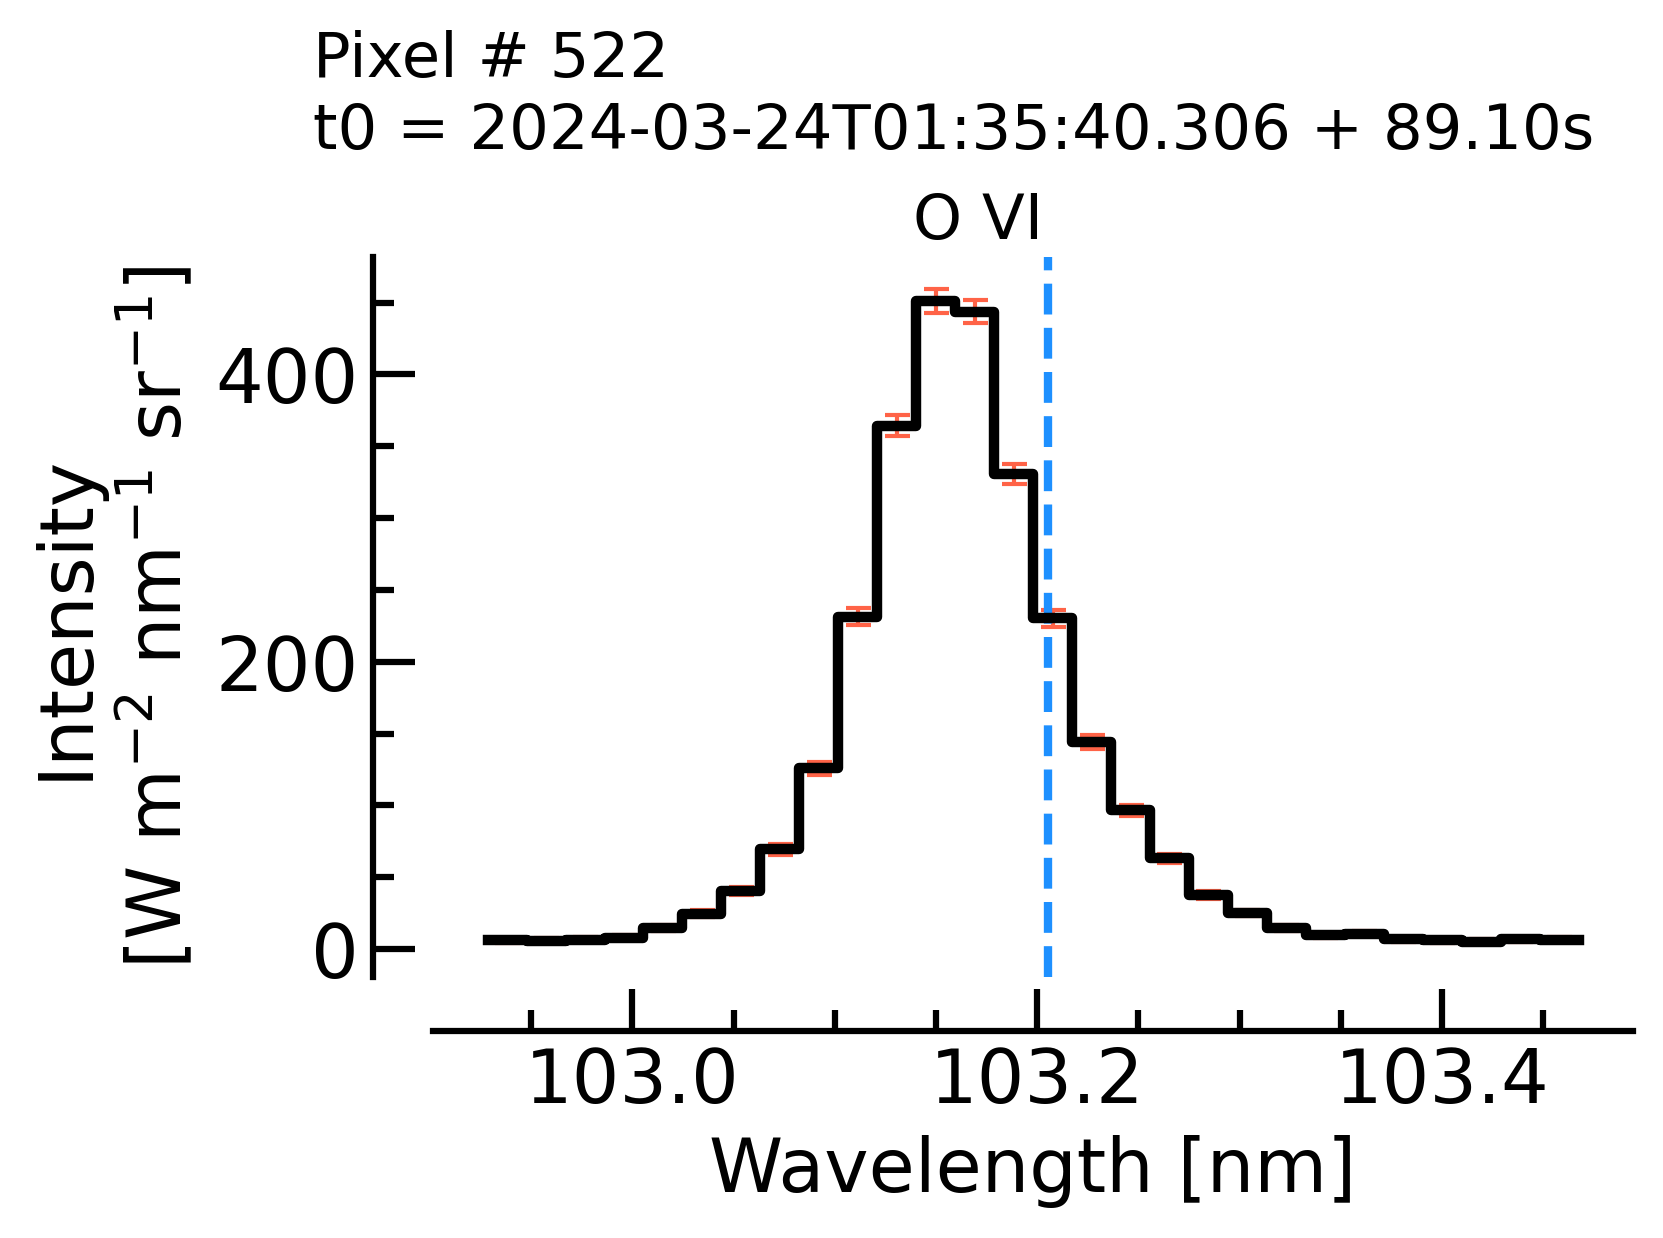 Pixel # 522
t0 = 2024-03-24T01:35:40.306 + 89.10s
O VI
Intensity
[W m⁻² nm⁻¹ sr⁻¹]
400
200
0
103.0 103.2 103.4
Wavelength [nm]